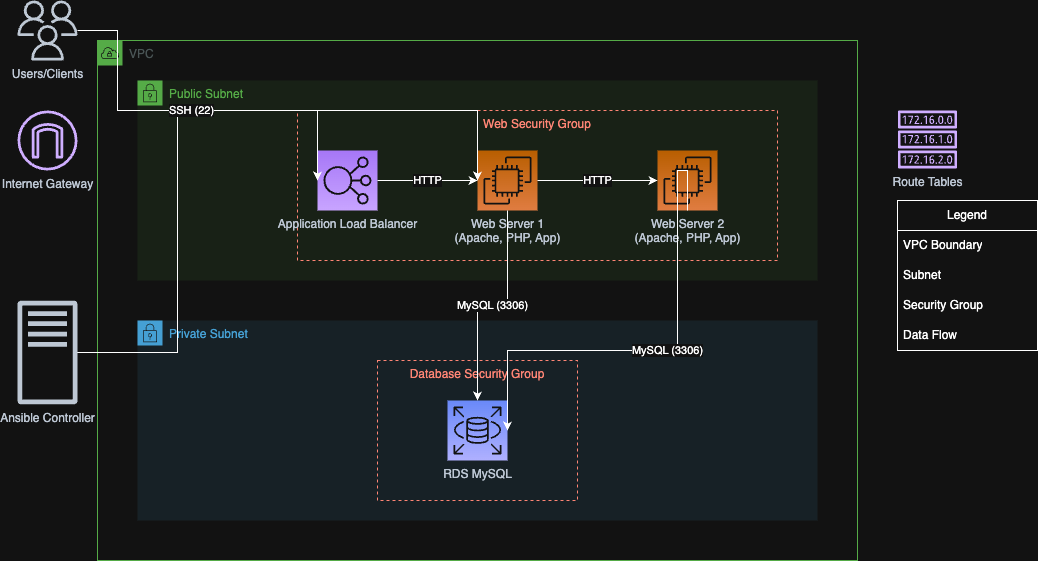 Users/Clients
VPC
Public Subnet
SSH (22)
Web Security Group
Internet Gateway
172.16.0.0
172.16.1.0
172.16.2.0
Route Tables
HTTP
HTTP
Application Load Balancer
Web Server 1
(Apache, PHP, App)
Web Server 2
(Apache, PHP, App)
Legend
VPC Boundary
Subnet
Security Group
Data Flow
MySQL (3306)
Private Subnet
MySQL (3306)
Database Security Group
Ansible Controller
RDS MySQL